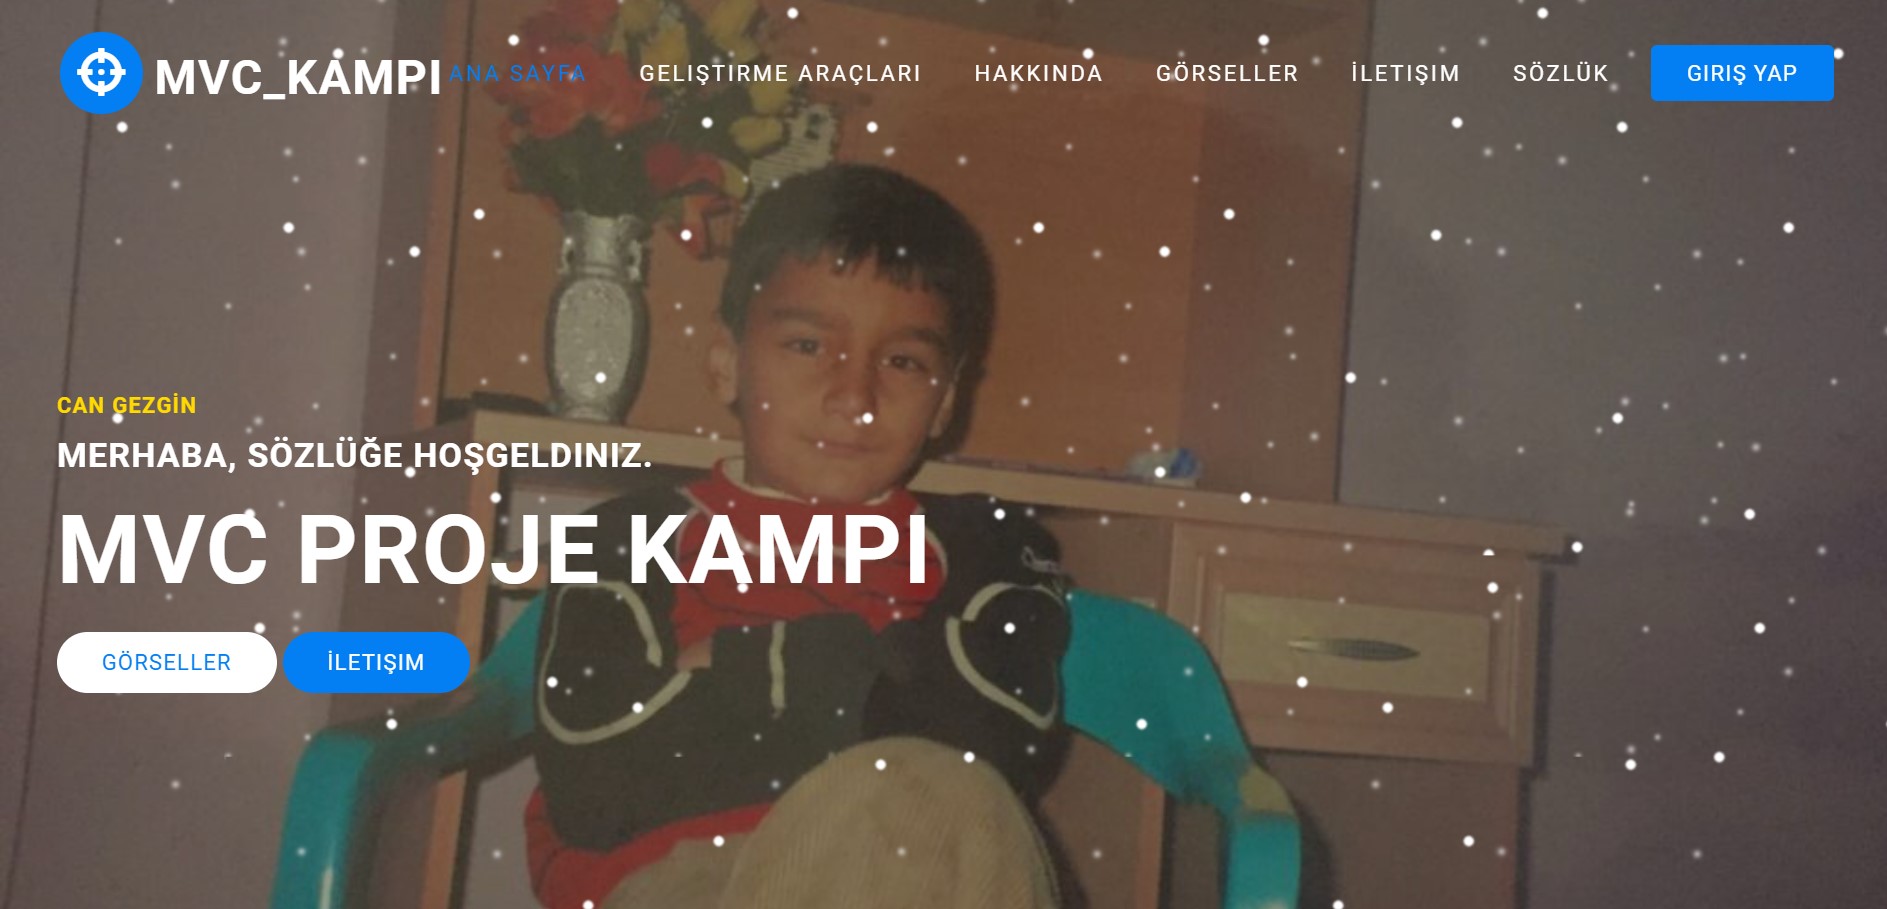 MVC_KAMPI
ANA SAYFA GELIŞTIRME ARAÇLARI HAKKINDA GÖRSELLER İLETIŞIM SÖZLÜK GIRIŞ YAP
CAN GEZGİN
MERHABA, SÖZLÜĞE HOŞGELDINIZ.
MVC PROJE KAMPI
GÖRSELLER İLETIŞIM